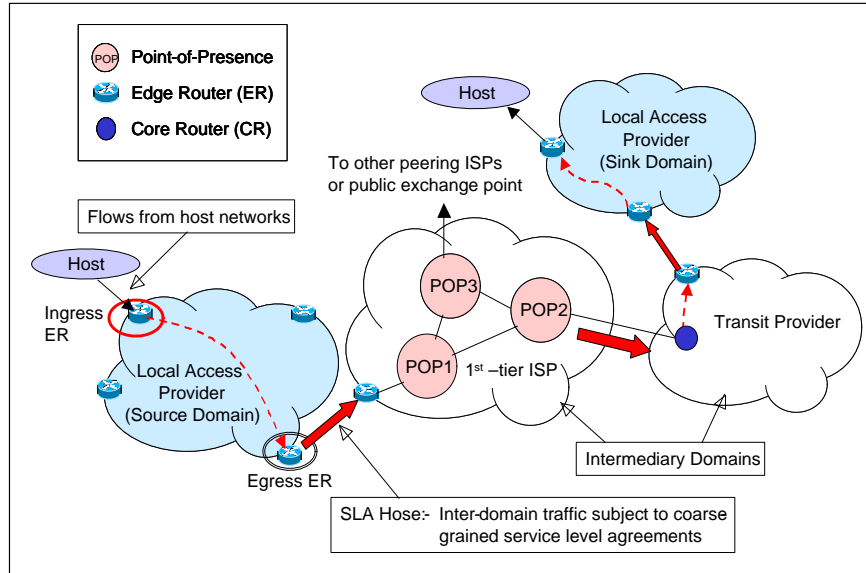 POP
Point-of-Presence
Edge Router (ER)
Core Router (CR)
Host
Local Access
Provider
(Sink Domain)
To other peering ISPs
or public exchange point
Flows from host networks
Host
Ingress
ER
POP3
POP2
Transit Provider
POP1
1st –tier ISP
Local Access
Provider
(Source Domain)
Egress ER
Intermediary Domains
SLA Hose:- Inter-domain traffic subject to coarse
grained service level agreements